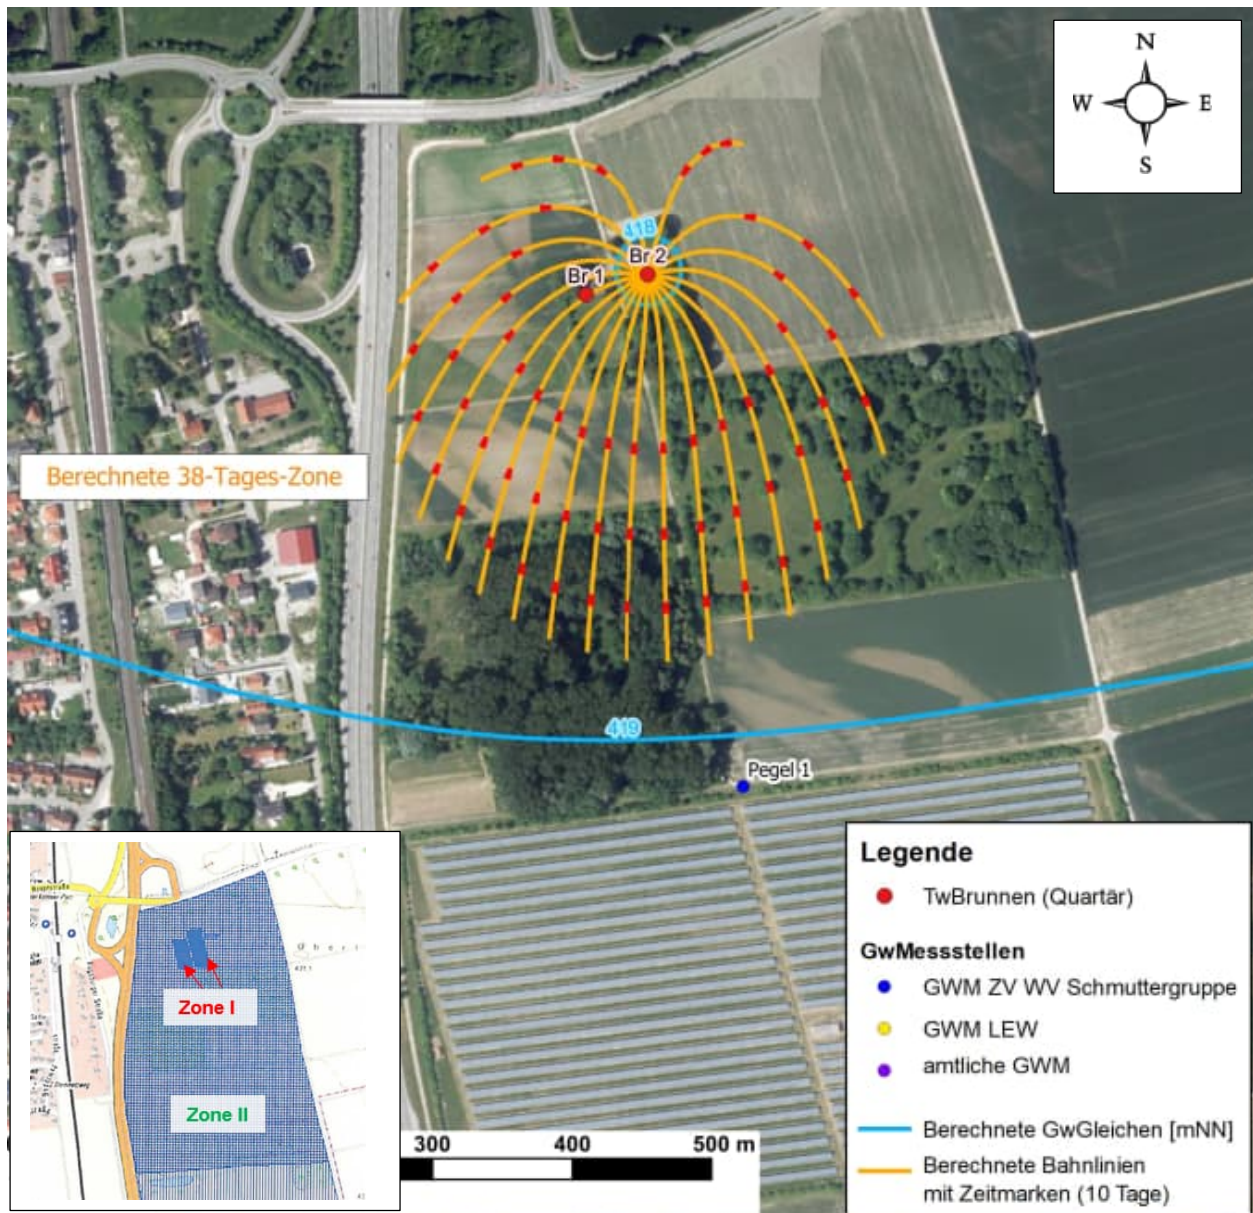 N
W E
S
418
Br 2
Br 1
Berechnete 38-Tages-Zone
419
Pegel 1
Zone I
Zone II
300 400 500 m
Legende
TwBrunnen (Quartär)
GwMessstellen
GWM ZV WV Schmuttergruppe
GWM LEW
amtliche GWM
Berechnete GwGleichen [mNN]
Berechnete Bahnlinien
mit Zeitmarken (10 Tage)